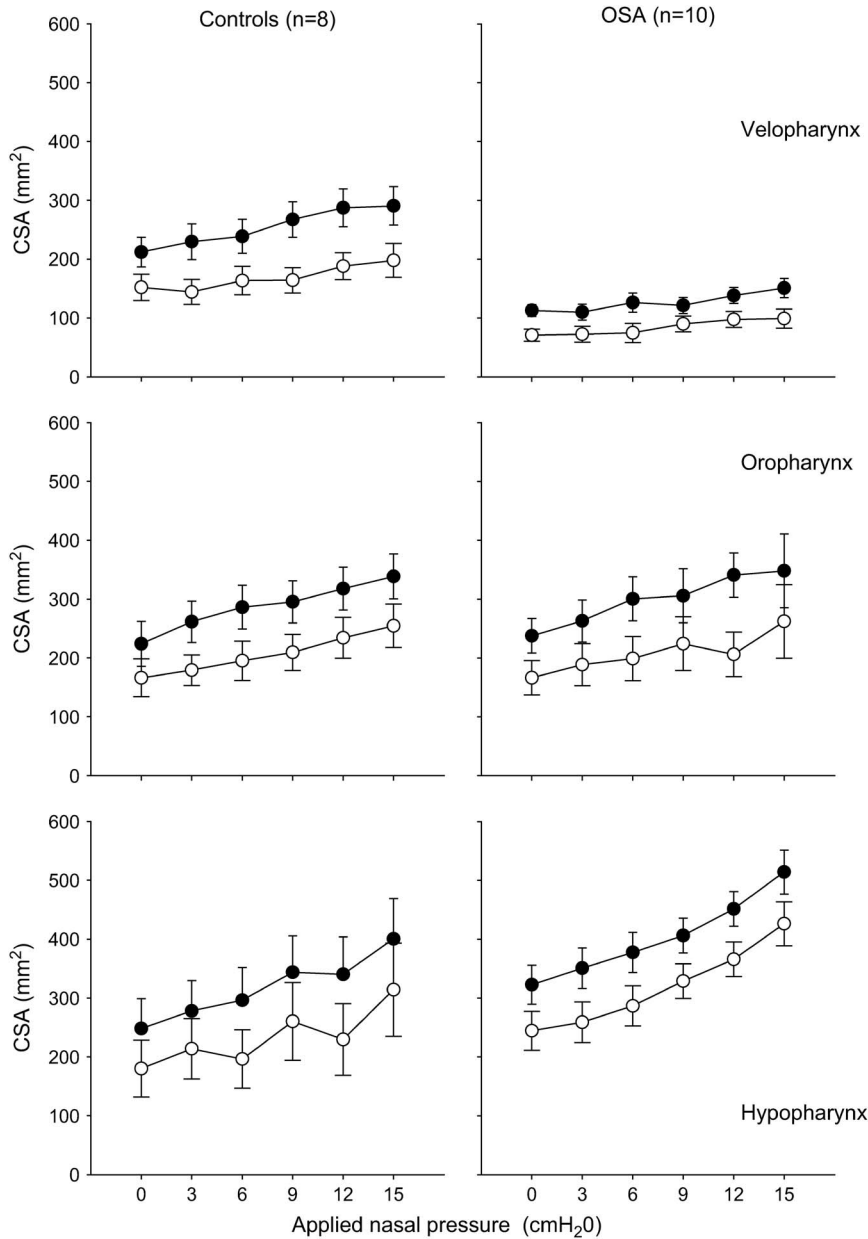 Controls (n=8)
OSA (n=10)
600
500
400
300
200
100
0
CSA (mm²)
Velopharynx
600
500
400
300
200
100
0
CSA (mm²)
Oropharynx
600
500
400
300
200
100
0
CSA (mm²)
Hypopharynx
0 3 6 9 12 15
0 3 6 9 12 15
Applied nasal pressure (cmH₂0)